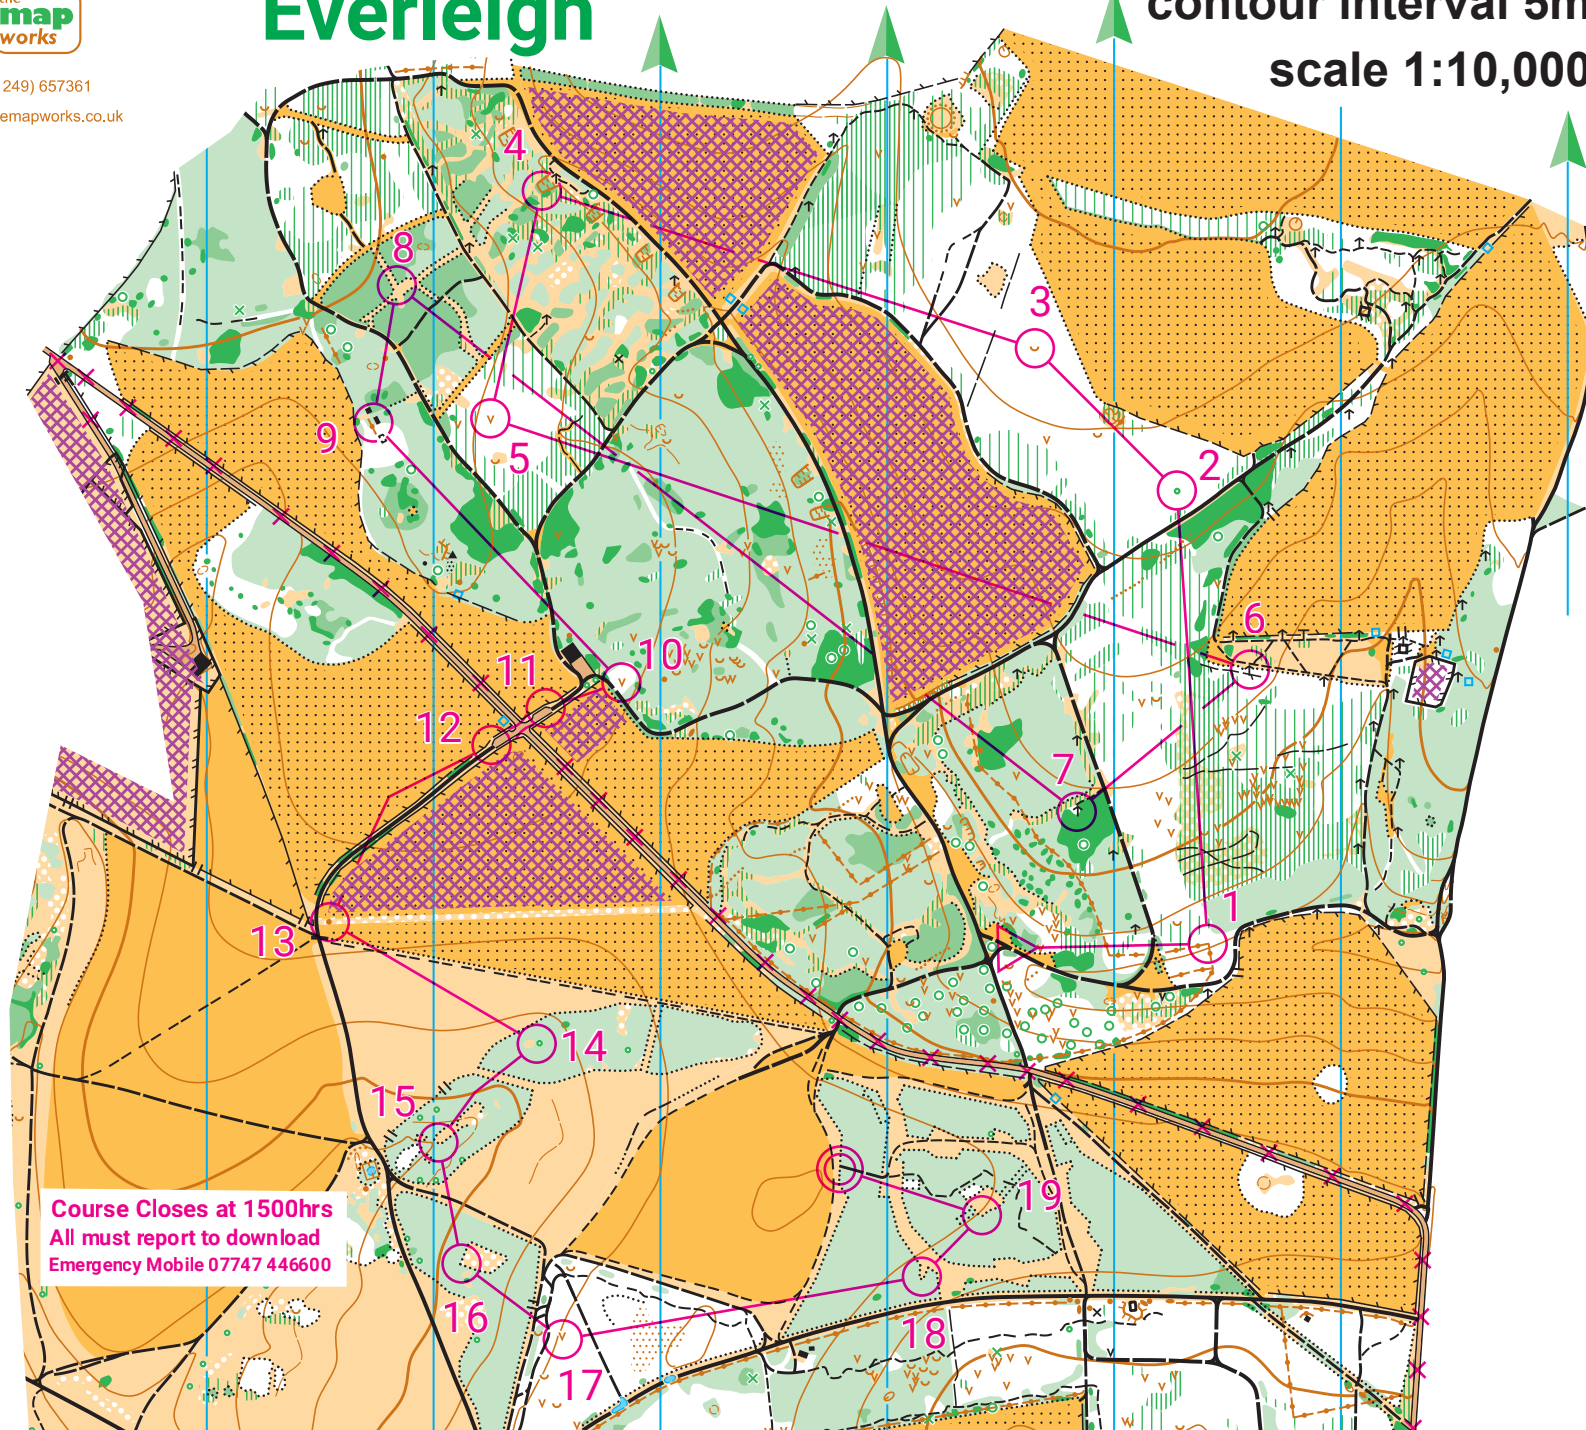 the
map
works
Everleigh
contour interval 5m
scale 1:10,000
249) 657361
emapworks.co.uk
4
8
3
9
5
2
6
10
11
12
7
1
13
14
15
19
16
18
17
Course Closes at 1500hrs
All must report to download
Emergency Mobile 07747 446600